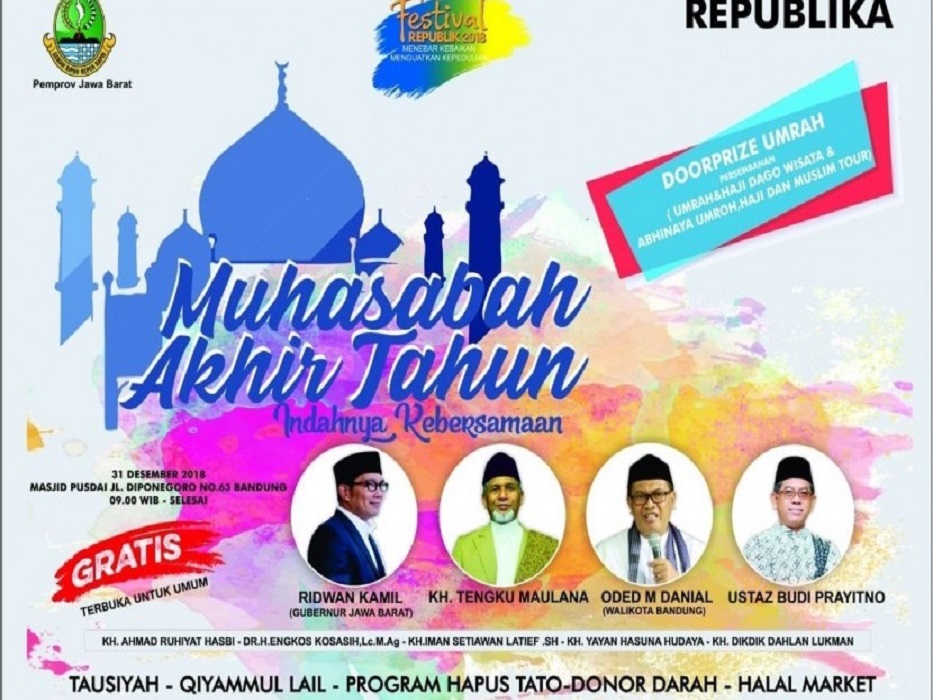 Pemprov Jawa Barat
Festival
REPUBLIK 2018
MENEBAR KEBAIKAN
MENGUATKAN KEPEDULIAN
REPUBLIKA
DOORPRIZE UMRAH
PERSEMBAHAN
( UMRAH&HAJI DAGO WISATA &
ABHINAYA UMROH,HAJI DAN MUSLIM TOUR)
Muhasabah
Akhir Tahun
Indahnya Kebersamaan
31 DESEMBER 2018
MASJID PUSDAI JL. DIPONEGORO NO.63 BANDUNG
09.00 WIB - SELESAI
GRATIS
TERBUKA UNTUK UMUM
RIDWAN KAMIL
(GUBERNUR JAWA BARAT)
KH. TENGKU MAULANA
ODED M DANIAL
(WALIKOTA BANDUNG)
USTAZ BUDI PRAYITNO
KH. AHMAD RUHIYAT HASBI - DR.H.ENGKOS KOSASIH,Lc.M.Ag - KH.IMAN SETIAWAN LATIEF .SH - KH. YAYAN HASUNA HUDAYA - KH. DIKDIK DAHLAN LUKMAN
TAUSIYAH - QIYAMMUL LAIL - PROGRAM HAPUS TATO-DONOR DARAH - HALAL MARKET